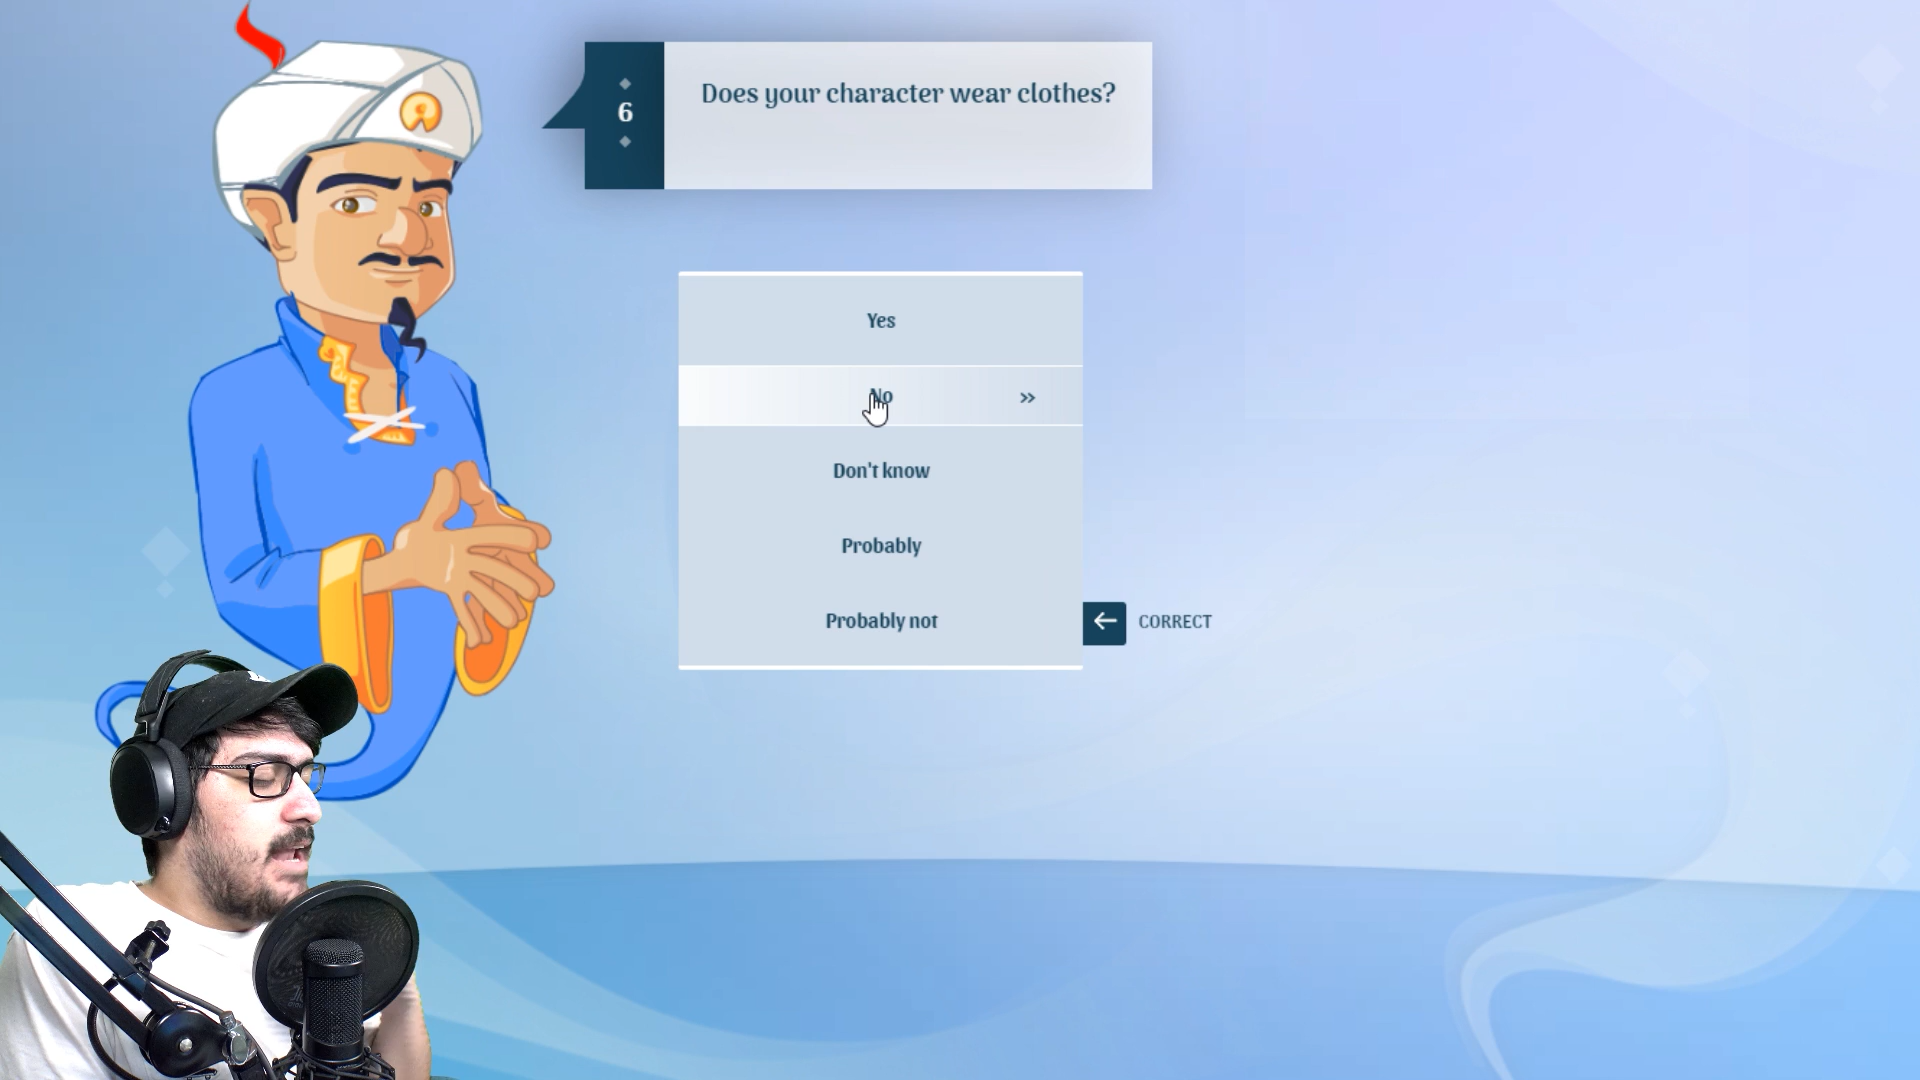 6
Does your character wear clothes?
Yes
No
Don't know
Probably
Probably not
CORRECT